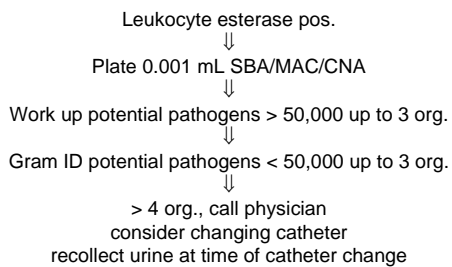 Leukocyte esterase pos.
⇓
Plate 0.001 mL SBA/MAC/CNA
⇓
Work up potential pathogens > 50,000 up to 3 org.
⇓
Gram ID potential pathogens < 50,000 up to 3 org.
⇓
> 4 org., call physician
consider changing catheter
recollect urine at time of catheter change